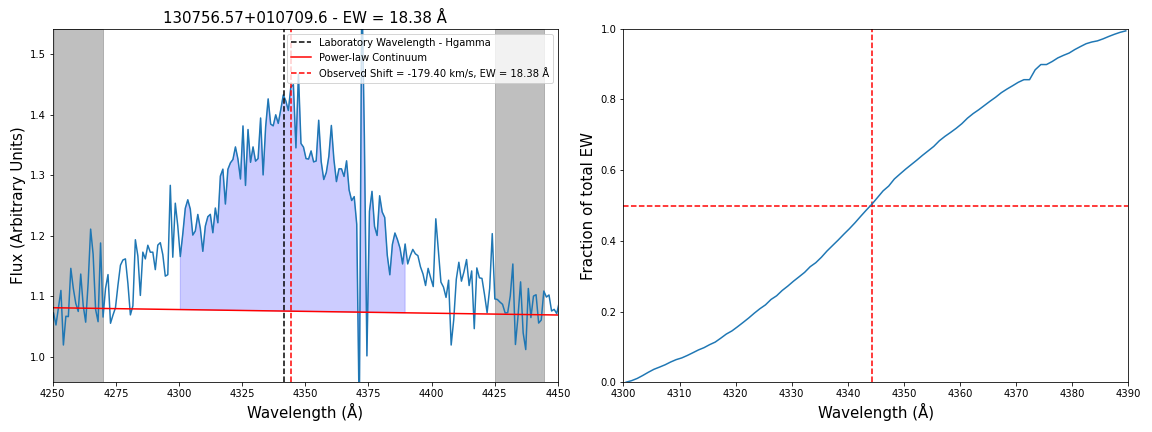 130756.57+010709.6 - EW = 18.38 Å
Flux (Arbitrary Units)
1.5
1.4
1.3
1.2
1.1
1.0
Laboratory Wavelength - Hgamma
Power-law Continuum
Observed Shift = -179.40 km/s, EW = 18.38 Å
4250 4275 4300 4325 4350 4375 4400 4425 4450
Wavelength (Å)
Fraction of total EW
1.0
0.8
0.6
0.4
0.2
0.0
4300 4310 4320 4330 4340 4350 4360 4370 4380 4390
Wavelength (Å)